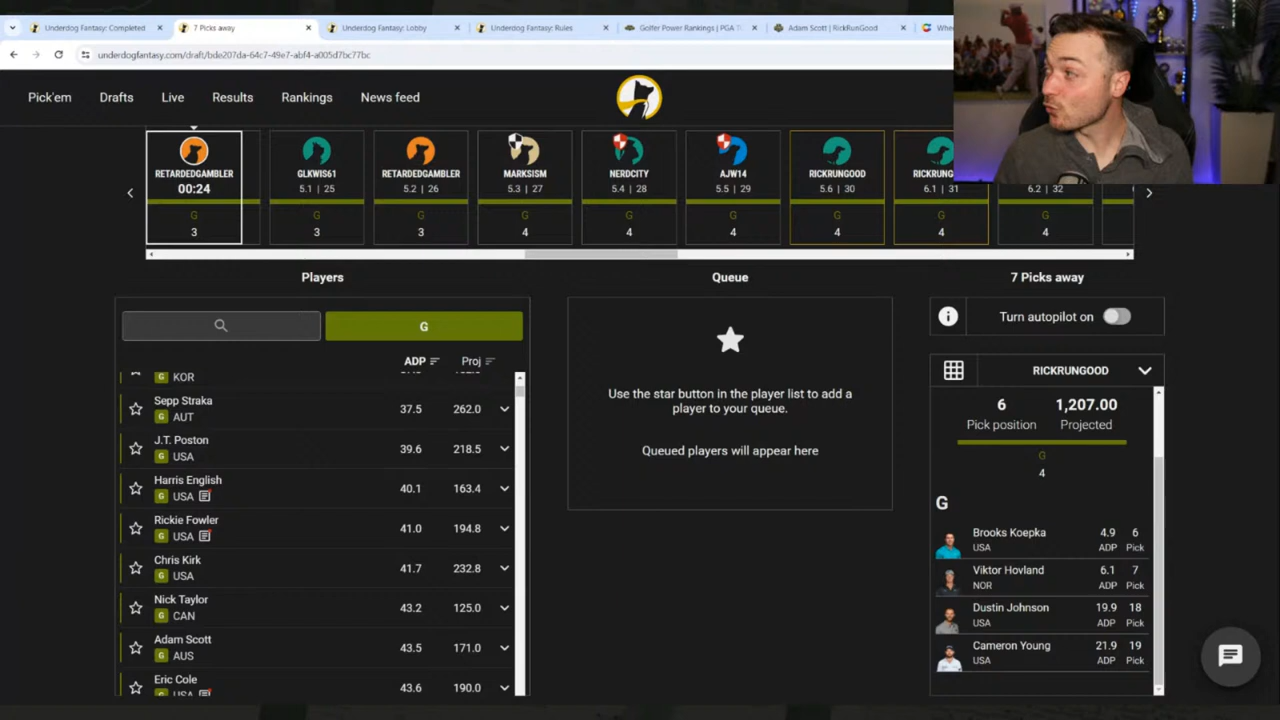 Underdog Fantasy: Completed
7 Picks away
Underdog Fantasy: Lobby
Underdog Fantasy: Rules
Golfer Power Rankings | PGA T
Adam Scott | RickRunGood
Whe
underdogfantasy.com/draft/bde207da-64c7-49e7-abf4-a005d7bc77bc
Pick'em
Drafts
Live
Results
Rankings
News feed
RETARDEDGAMBLER
00:24
G
3
GLKWIS61
5.1 | 25
G
3
RETARDEDGAMBLER
5.2 | 26
G
3
MARKSISM
5.3 | 27
G
4
NERDCITY
5.4 | 28
G
4
AJW14
5.5 | 29
G
4
RICKRUNGOOD
5.6 | 30
G
4
RICKRUNG
6.1 | 31
G
4
6.2 | 32
G
4
Players
Queue
7 Picks away
G
ADP
Proj
G KOR
Sepp Straka
G AUT
37.5
262.0
J.T. Poston
G USA
39.6
218.5
Harris English
G USA
40.1
163.4
Rickie Fowler
G USA
41.0
194.8
Chris Kirk
G USA
41.7
232.8
Nick Taylor
G CAN
43.2
125.0
Adam Scott
G AUS
43.5
171.0
Eric Cole
G USA
43.6
190.0
Use the star button in the player list to add a
player to your queue.
Queued players will appear here
Turn autopilot on
RICKRUNGOOD
6
Pick position
1,207.00
Projected
G
4
G
Brooks Koepka
USA
4.9
ADP
6
Pick
Viktor Hovland
NOR
6.1
ADP
7
Pick
Dustin Johnson
USA
19.9
ADP
18
Pick
Cameron Young
USA
21.9
ADP
19
Pick